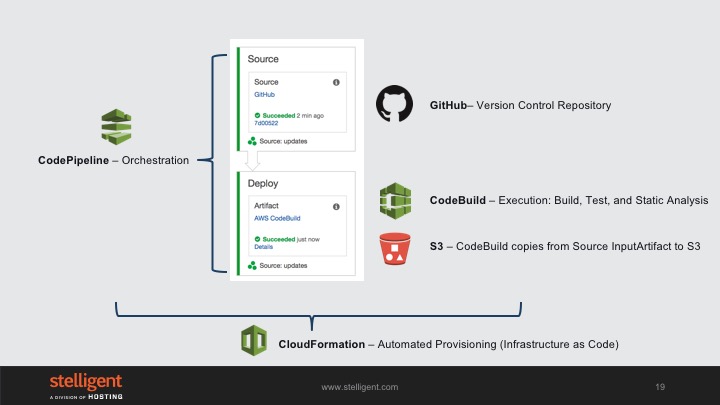 Source
Source
GitHub
Succeeded 2 min ago
7d00522
Source: updates
Deploy
Artifact
AWS CodeBuild
Succeeded just now
Details
Source: updates
CodePipeline – Orchestration
GitHub– Version Control Repository
CodeBuild – Execution: Build, Test, and Static Analysis
S3 – CodeBuild copies from Source InputArtifact to S3
CloudFormation – Automated Provisioning (Infrastructure as Code)
stelligent
A DIVISION OF HOSTING
www.stelligent.com
19